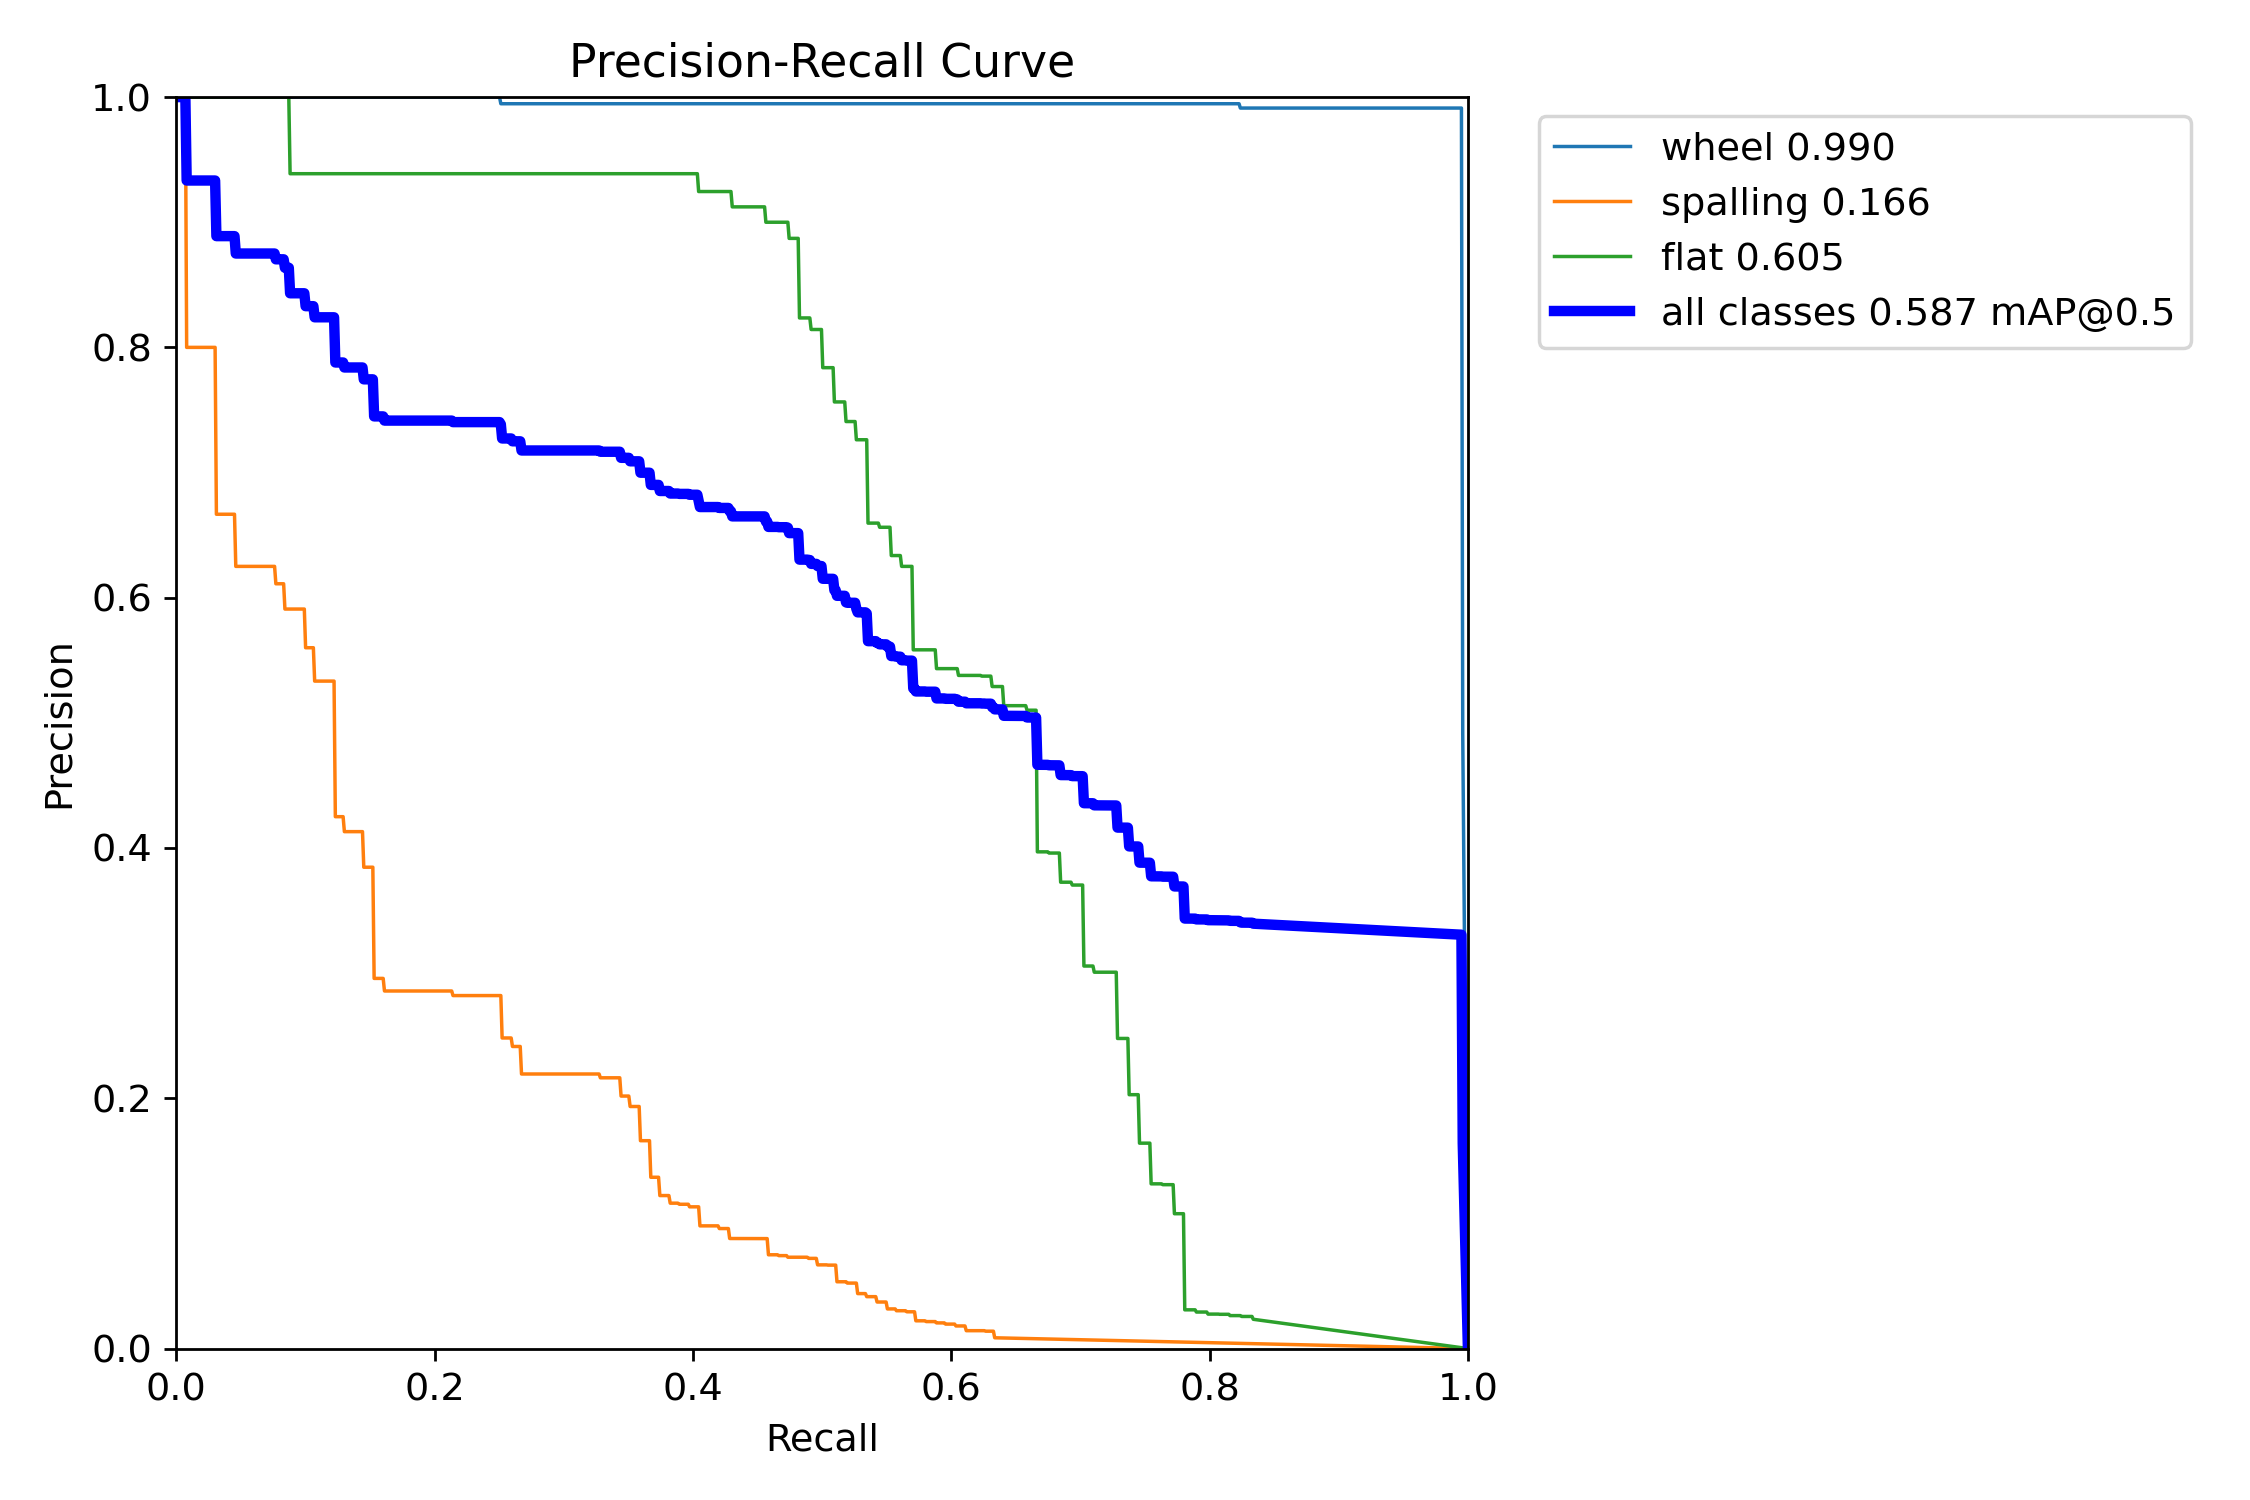 Precision-Recall Curve
1.0
0.8
0.6
0.4
0.2
0.0
Precision
0.0 0.2 0.4 0.6 0.8 1.0
Recall
wheel 0.990
spalling 0.166
flat 0.605
all classes 0.587 mAP@0.5